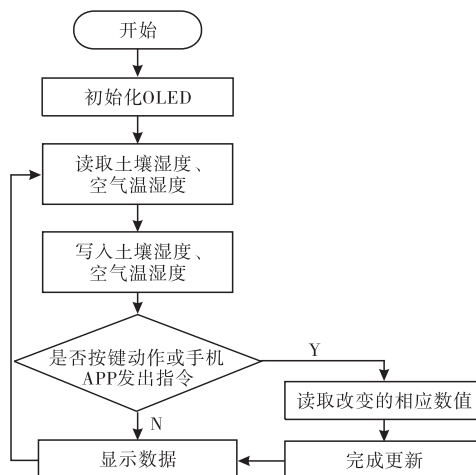 开始
初始化OLED
读取土壤湿度、
空气温湿度
写入土壤湿度、
空气温湿度
是否按键动作或手机
APP发出指令
Y
N
读取改变的相应数值
显示数据
完成更新